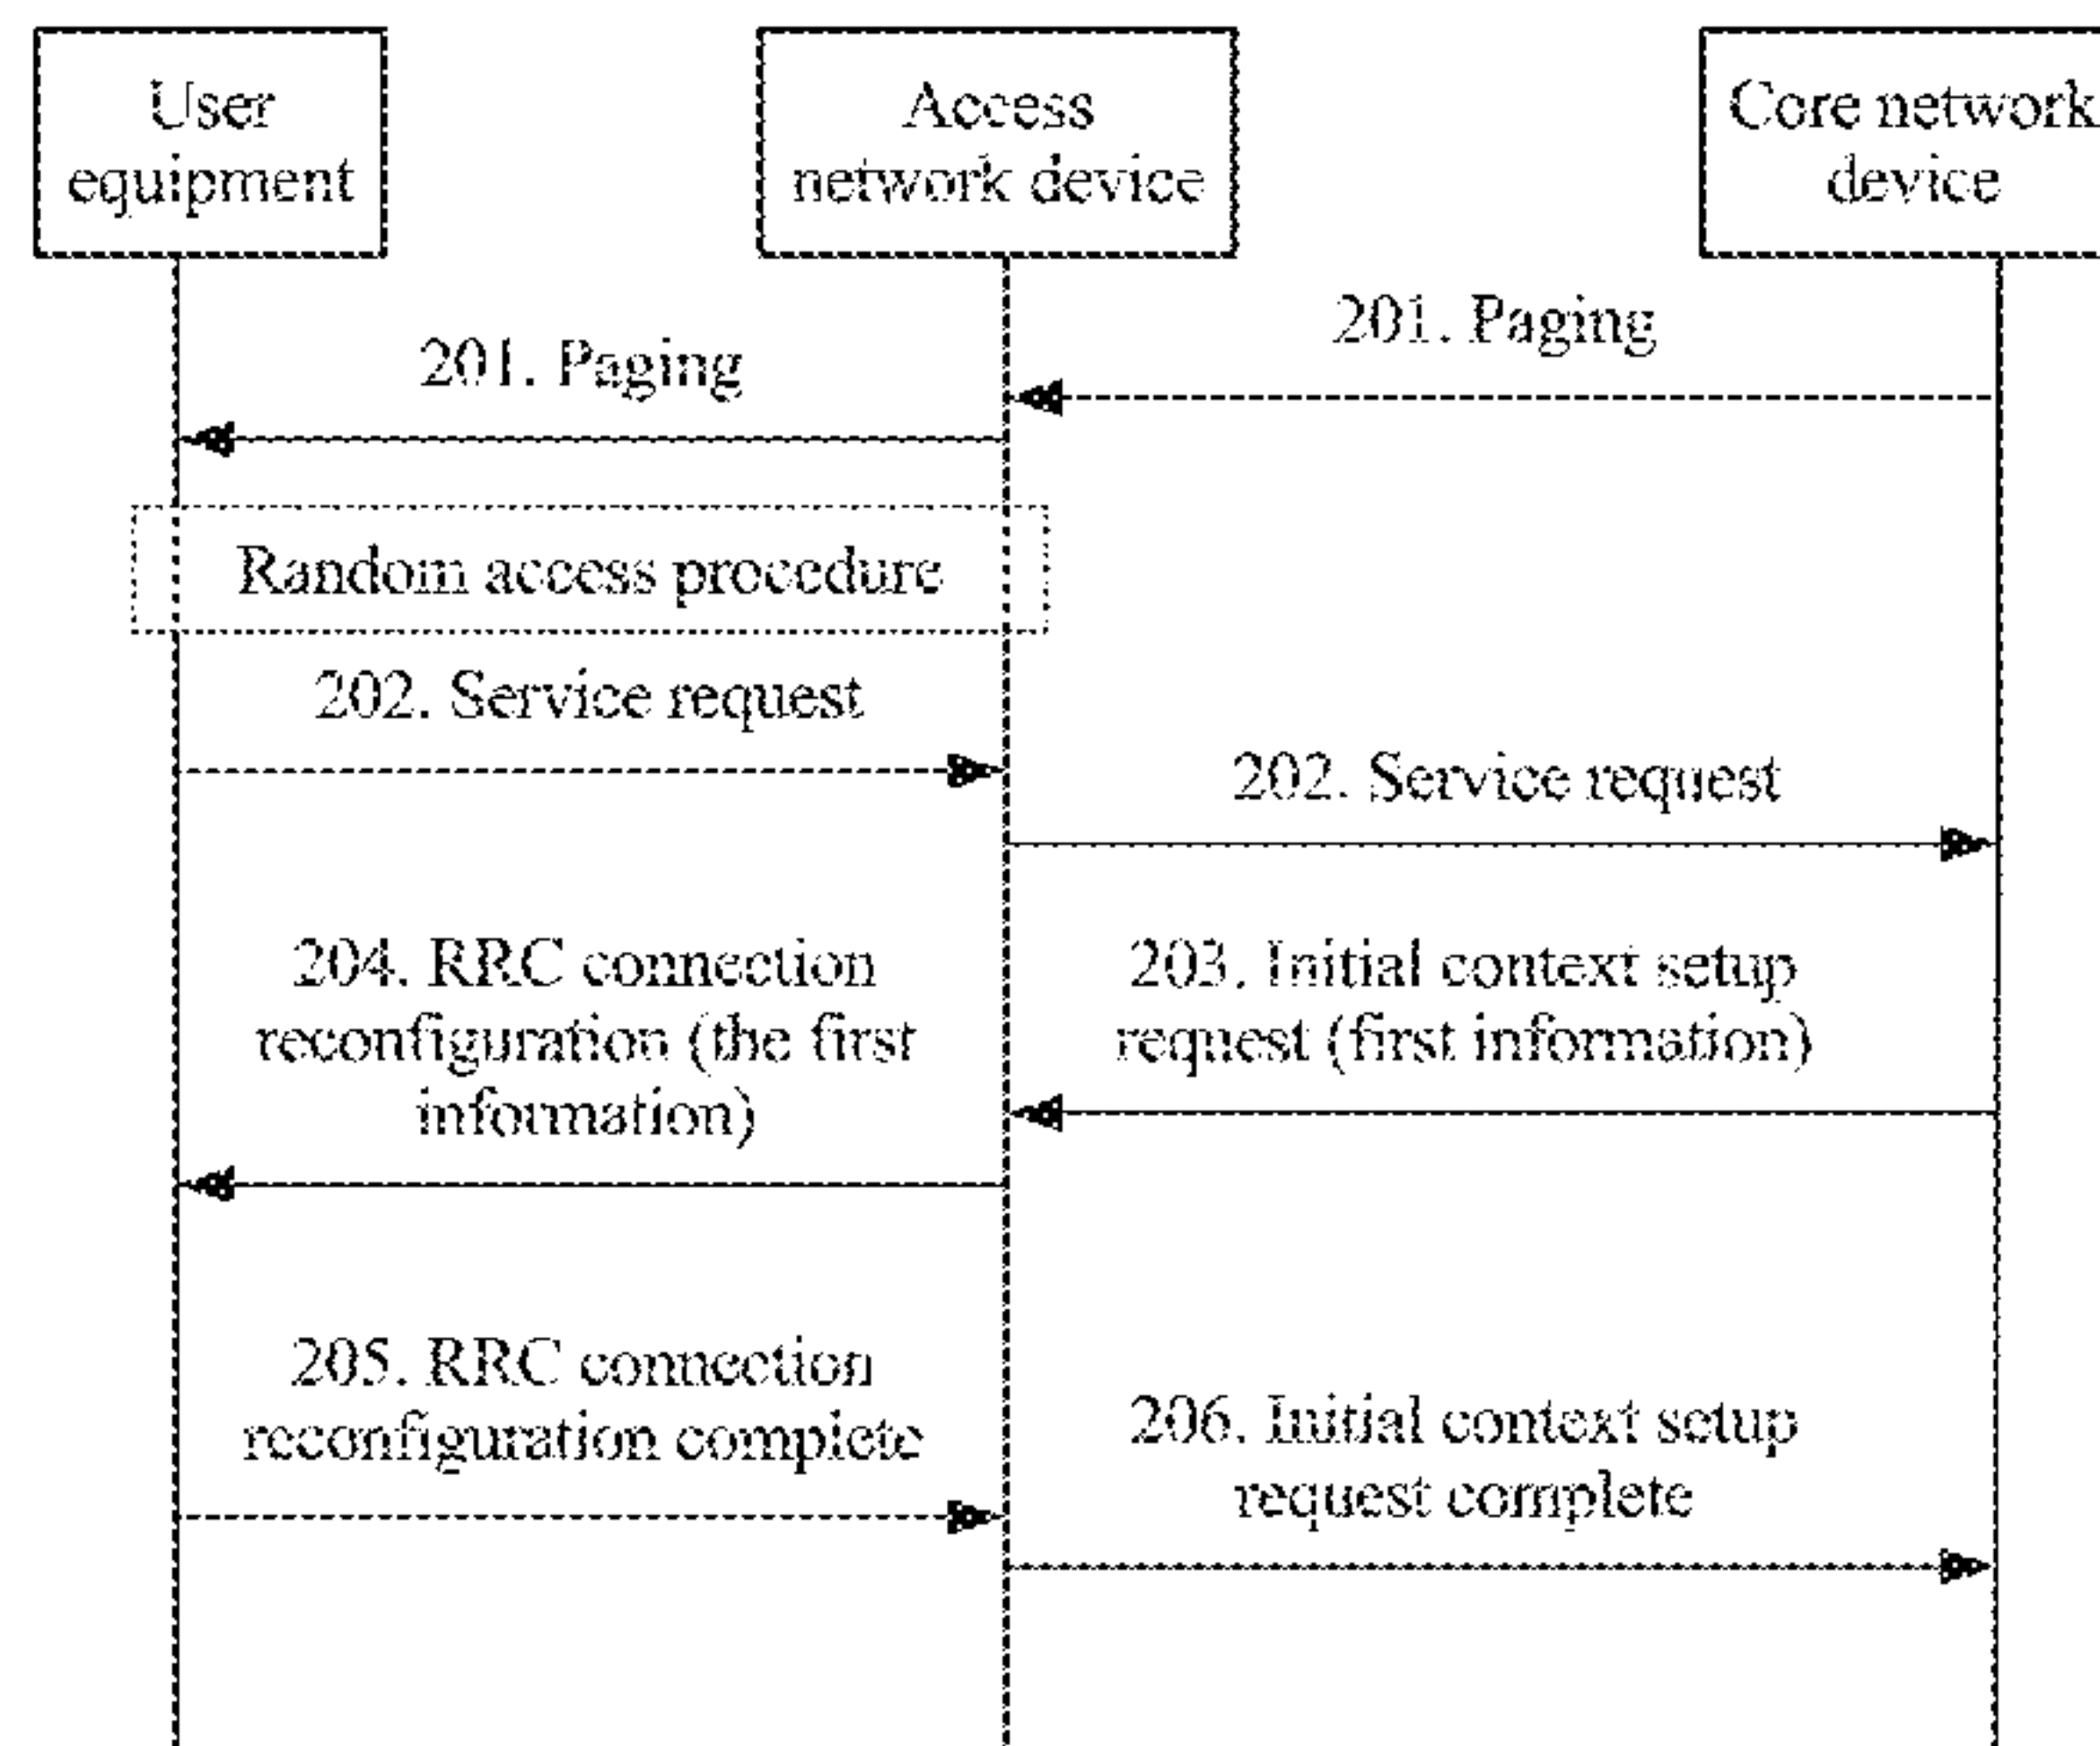 User
equipment
Access
network device
Core network
device
201. Paging
201. Paging
Random access procedure
202. Service request
202. Service request
204. RRC connection
reconfiguration (the first
information)
203. Initial context setup
request (first information)
205. RRC connection
reconfiguration complete
206. Initial context setup
request complete